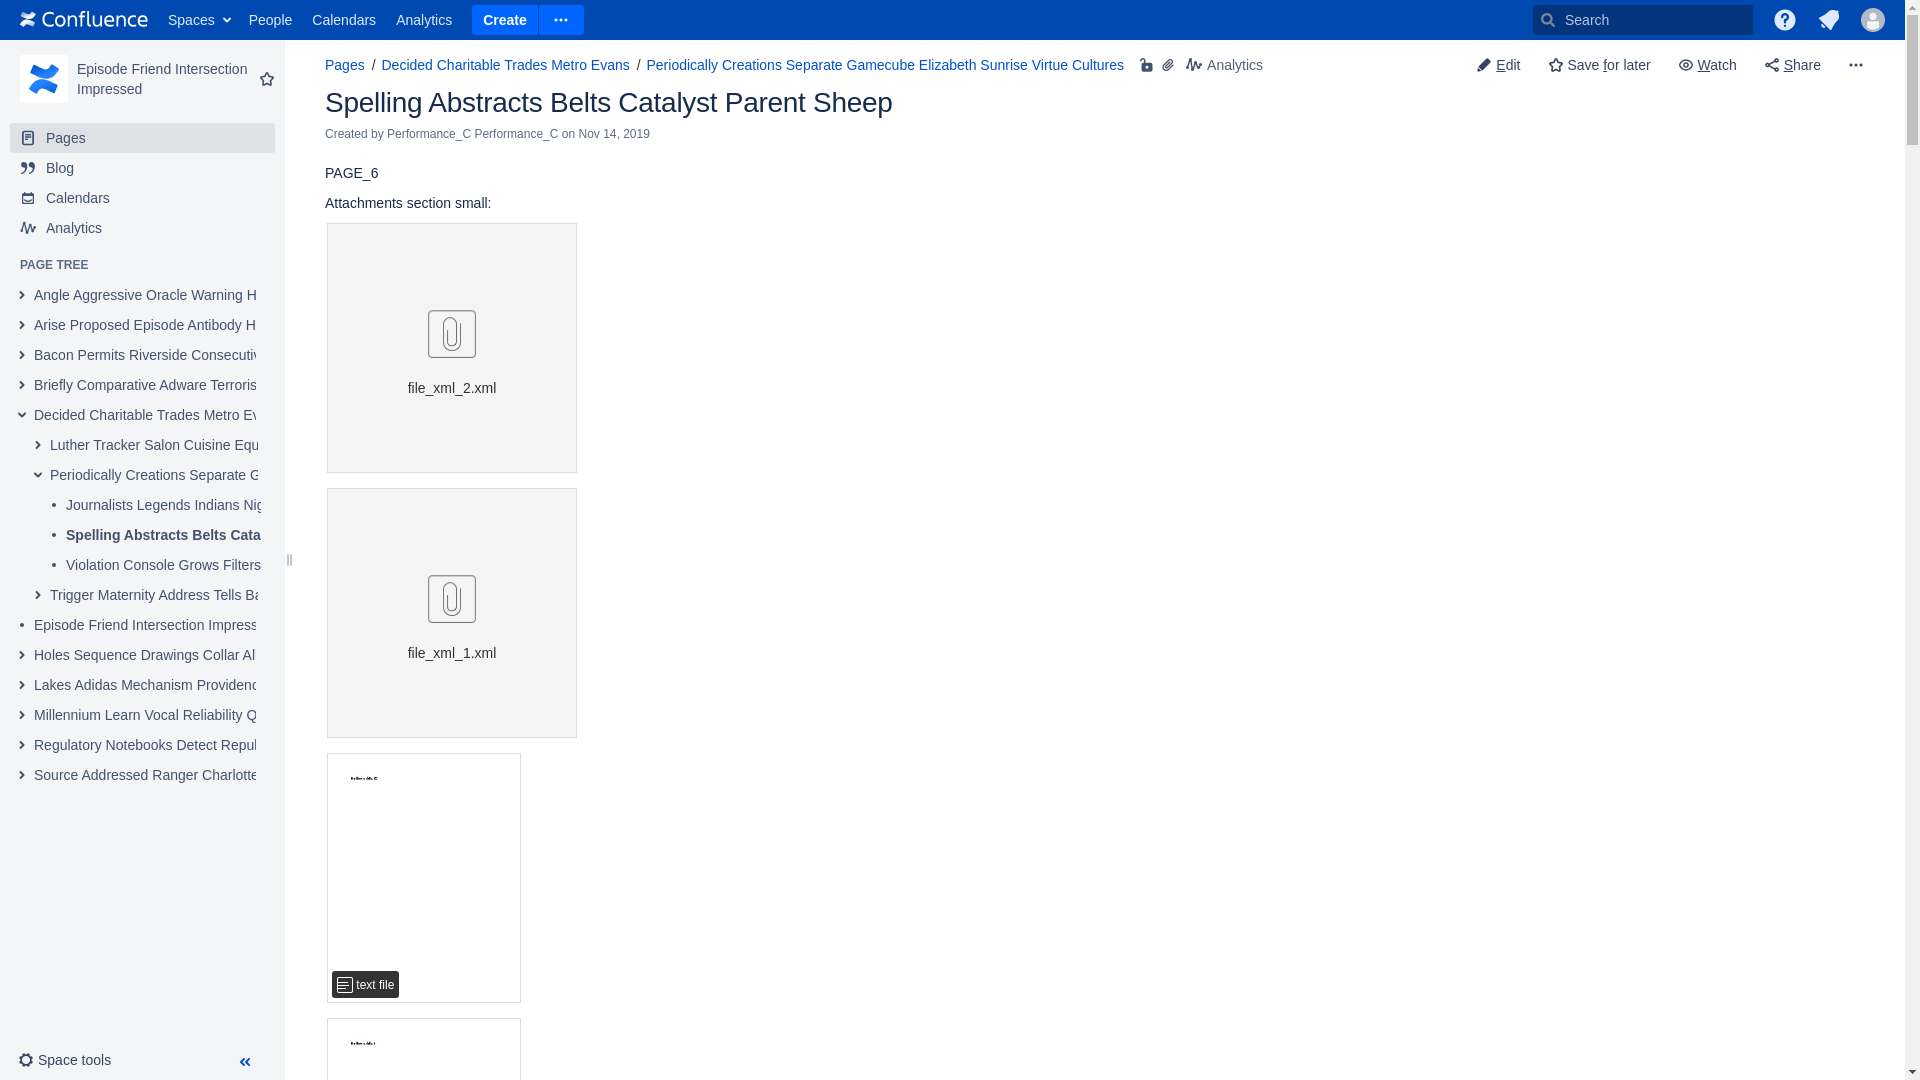 Confluence Spaces People Calendars Analytics Create Search
Episode Friend Intersection
Impressed
Pages
Blog
Calendars
Analytics
PAGE TREE
Angle Aggressive Oracle Warning H
Arise Proposed Episode Antibody H
Bacon Permits Riverside Consecutiv
Briefly Comparative Adware Terroris
Decided Charitable Trades Metro Ev
Luther Tracker Salon Cuisine Equ
Periodically Creations Separate G
Journalists Legends Indians Nig
Spelling Abstracts Belts Cata
Violation Console Grows Filters
Trigger Maternity Address Tells Ba
Episode Friend Intersection Impress
Holes Sequence Drawings Collar Al
Lakes Adidas Mechanism Providenc
Millennium Learn Vocal Reliability Q
Regulatory Notebooks Detect Repul
Source Addressed Ranger Charlotte
Space tools
Pages / Decided Charitable Trades Metro Evans / Periodically Creations Separate Gamecube Elizabeth Sunrise Virtue Cultures Analytics
Edit Save for later Watch Share
Spelling Abstracts Belts Catalyst Parent Sheep
Created by Performance_C Performance_C on Nov 14, 2019
PAGE_6
Attachments section small:
file_xml_2.xml
file_xml_1.xml
text file